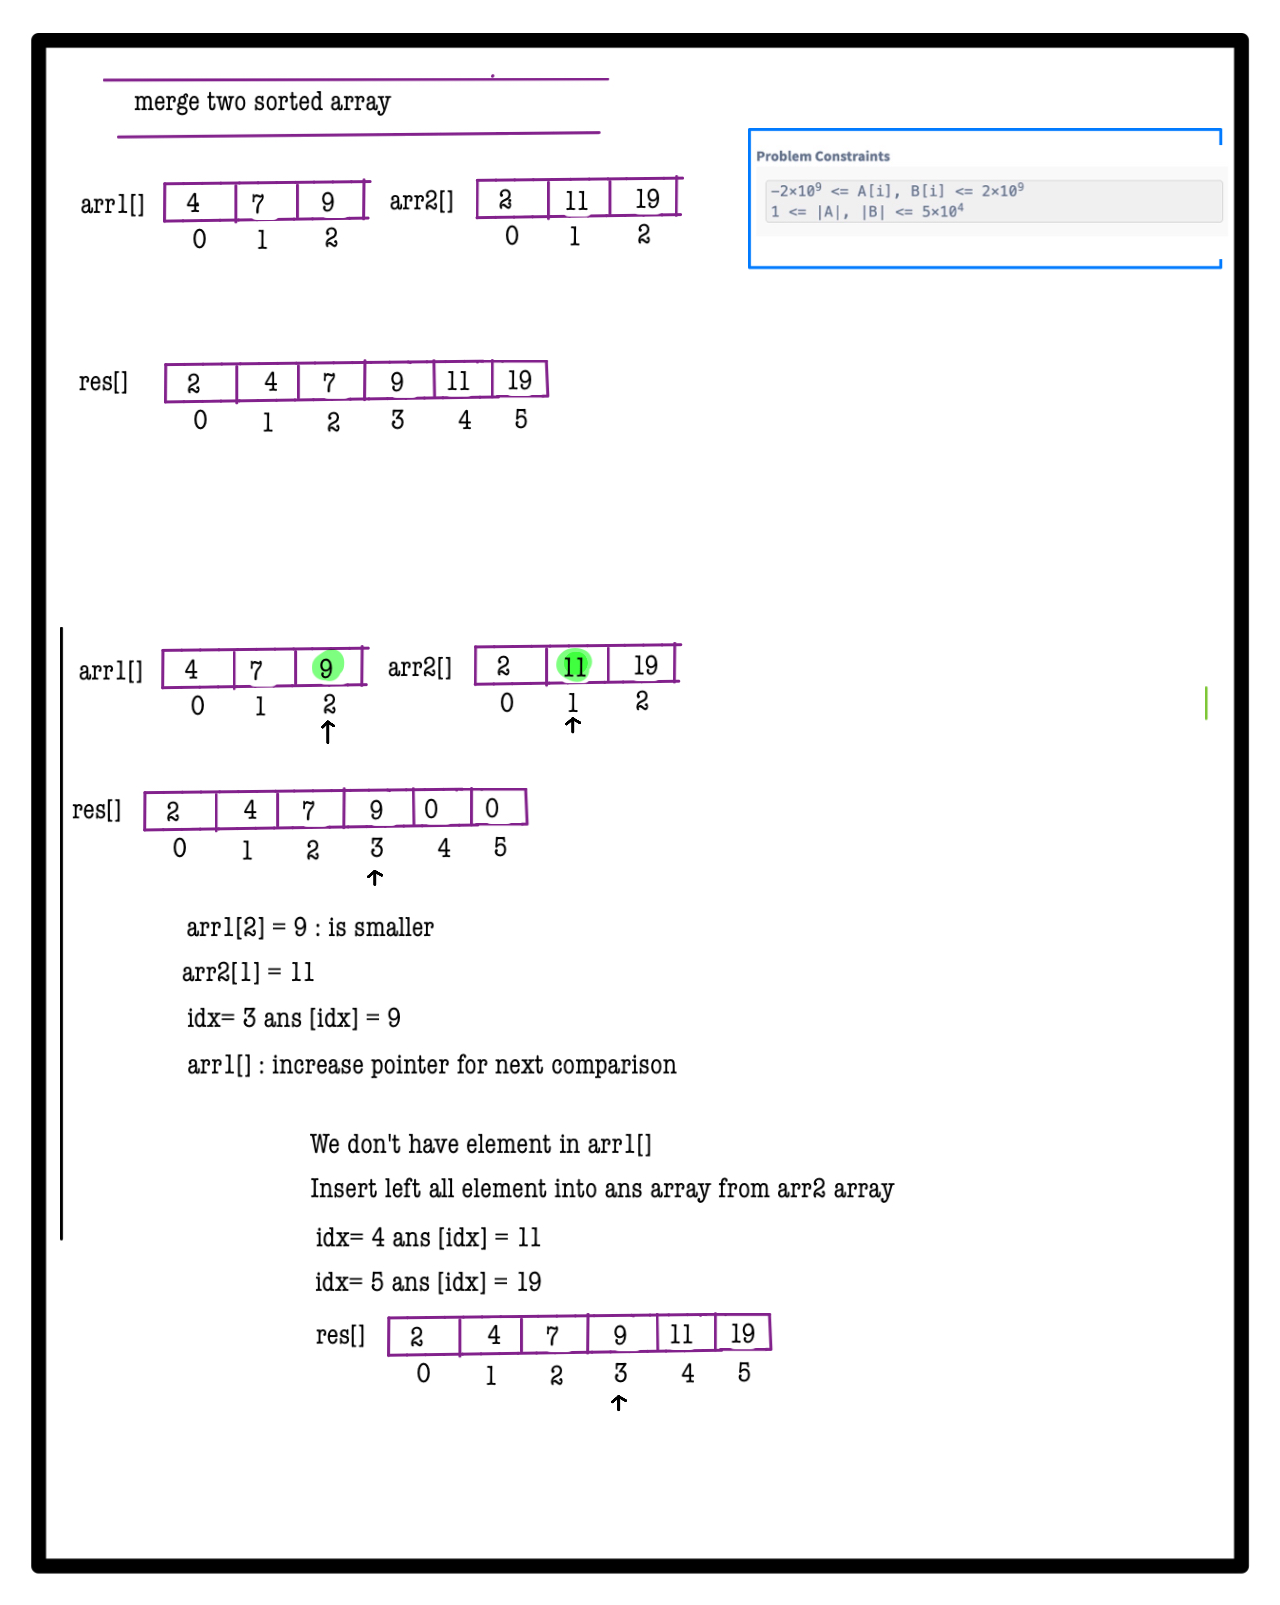 merge two sorted array
Problem Constraints
-2×10⁹ <= A[i], B[i] <= 2×10⁹
1 <= |A|, |B| <= 5×10⁴
arr1[] 4 7 9 arr2[] 2 11 19
0 1 2 0 1 2
res[] 2 4 7 9 11 19
0 1 2 3 4 5
arr1[] 4 7 9 arr2[] 2 11 19
0 1 2 0 1 2
↑ ↑
res[] 2 4 7 9 0 0
0 1 2 3 4 5
↑
arr1[2] = 9 : is smaller
arr2[1] = 11
idx= 3 ans [idx] = 9
arr1[] : increase pointer for next comparison
We don't have element in arr1[]
Insert left all element into ans array from arr2 array
idx= 4 ans [idx] = 11
idx= 5 ans [idx] = 19
res[] 2 4 7 9 11 19
0 1 2 3 4 5
↑